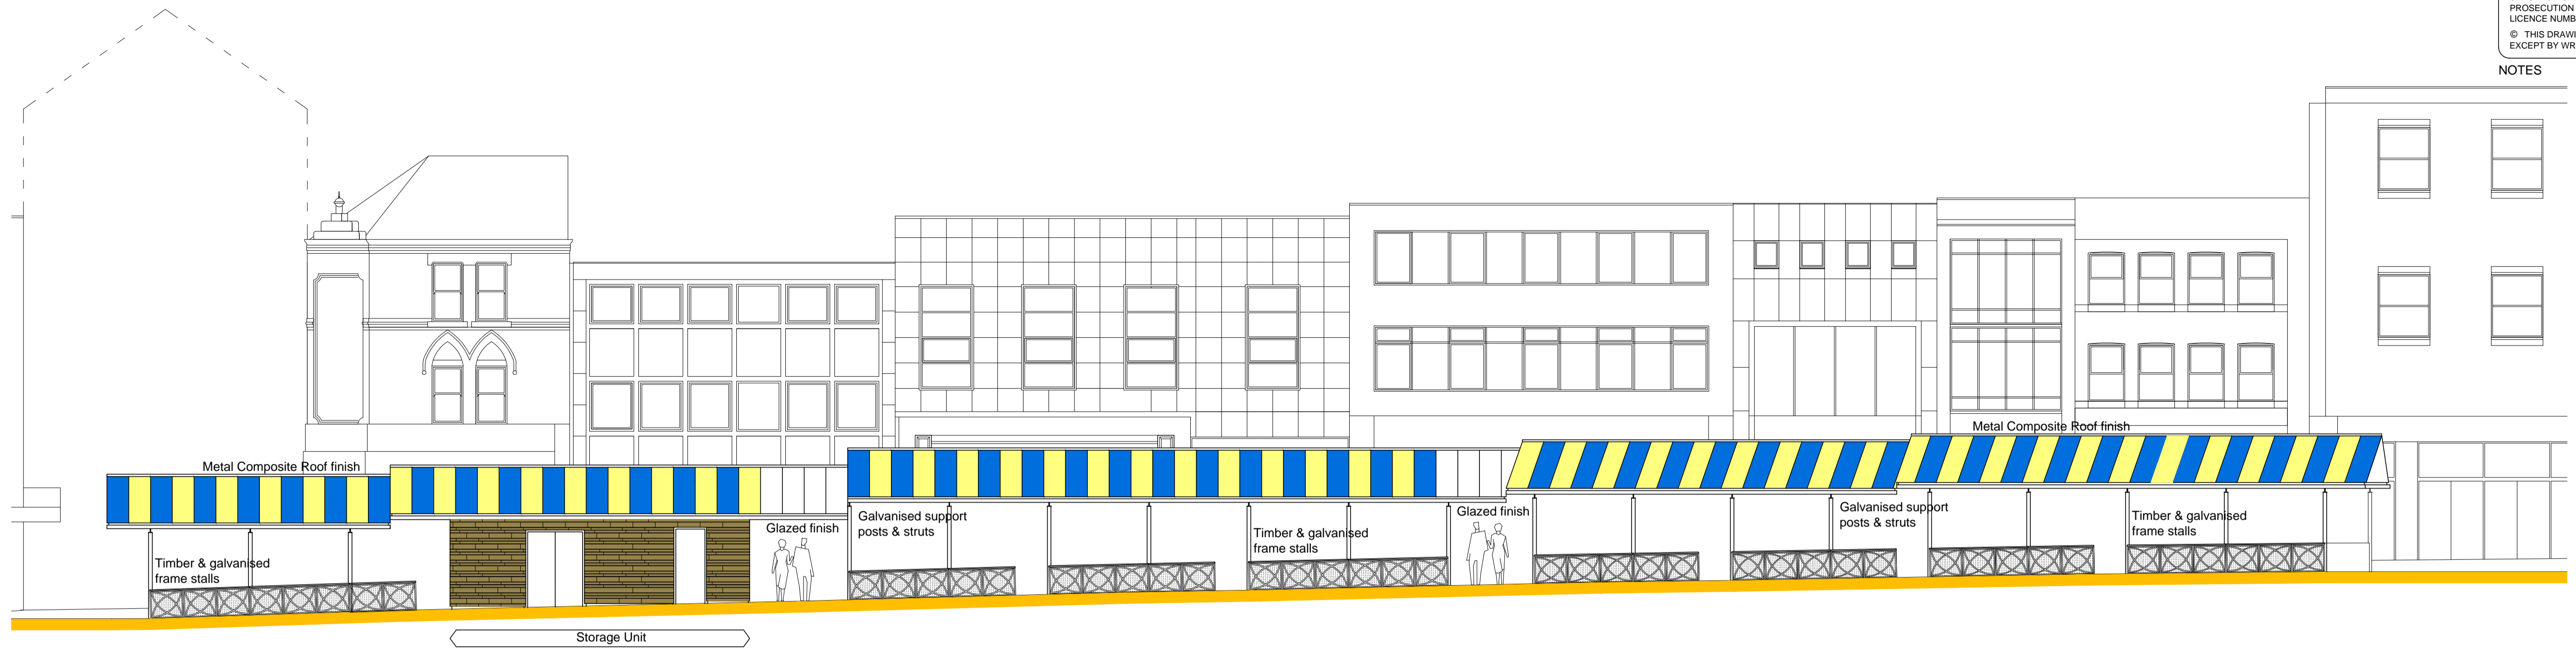 PROSECUTION
LICENCE NUMB
© THIS DRAWI
EXCEPT BY WR
NOTES
Metal Composite Roof finish
Metal Composite Roof finish
Glazed finish
Galvanised support
posts & struts
Timber & galvanised
frame stalls
Glazed finish
Galvanised support
posts & struts
Timber & galvanised
frame stalls
Timber & galvanised
frame stalls
Storage Unit